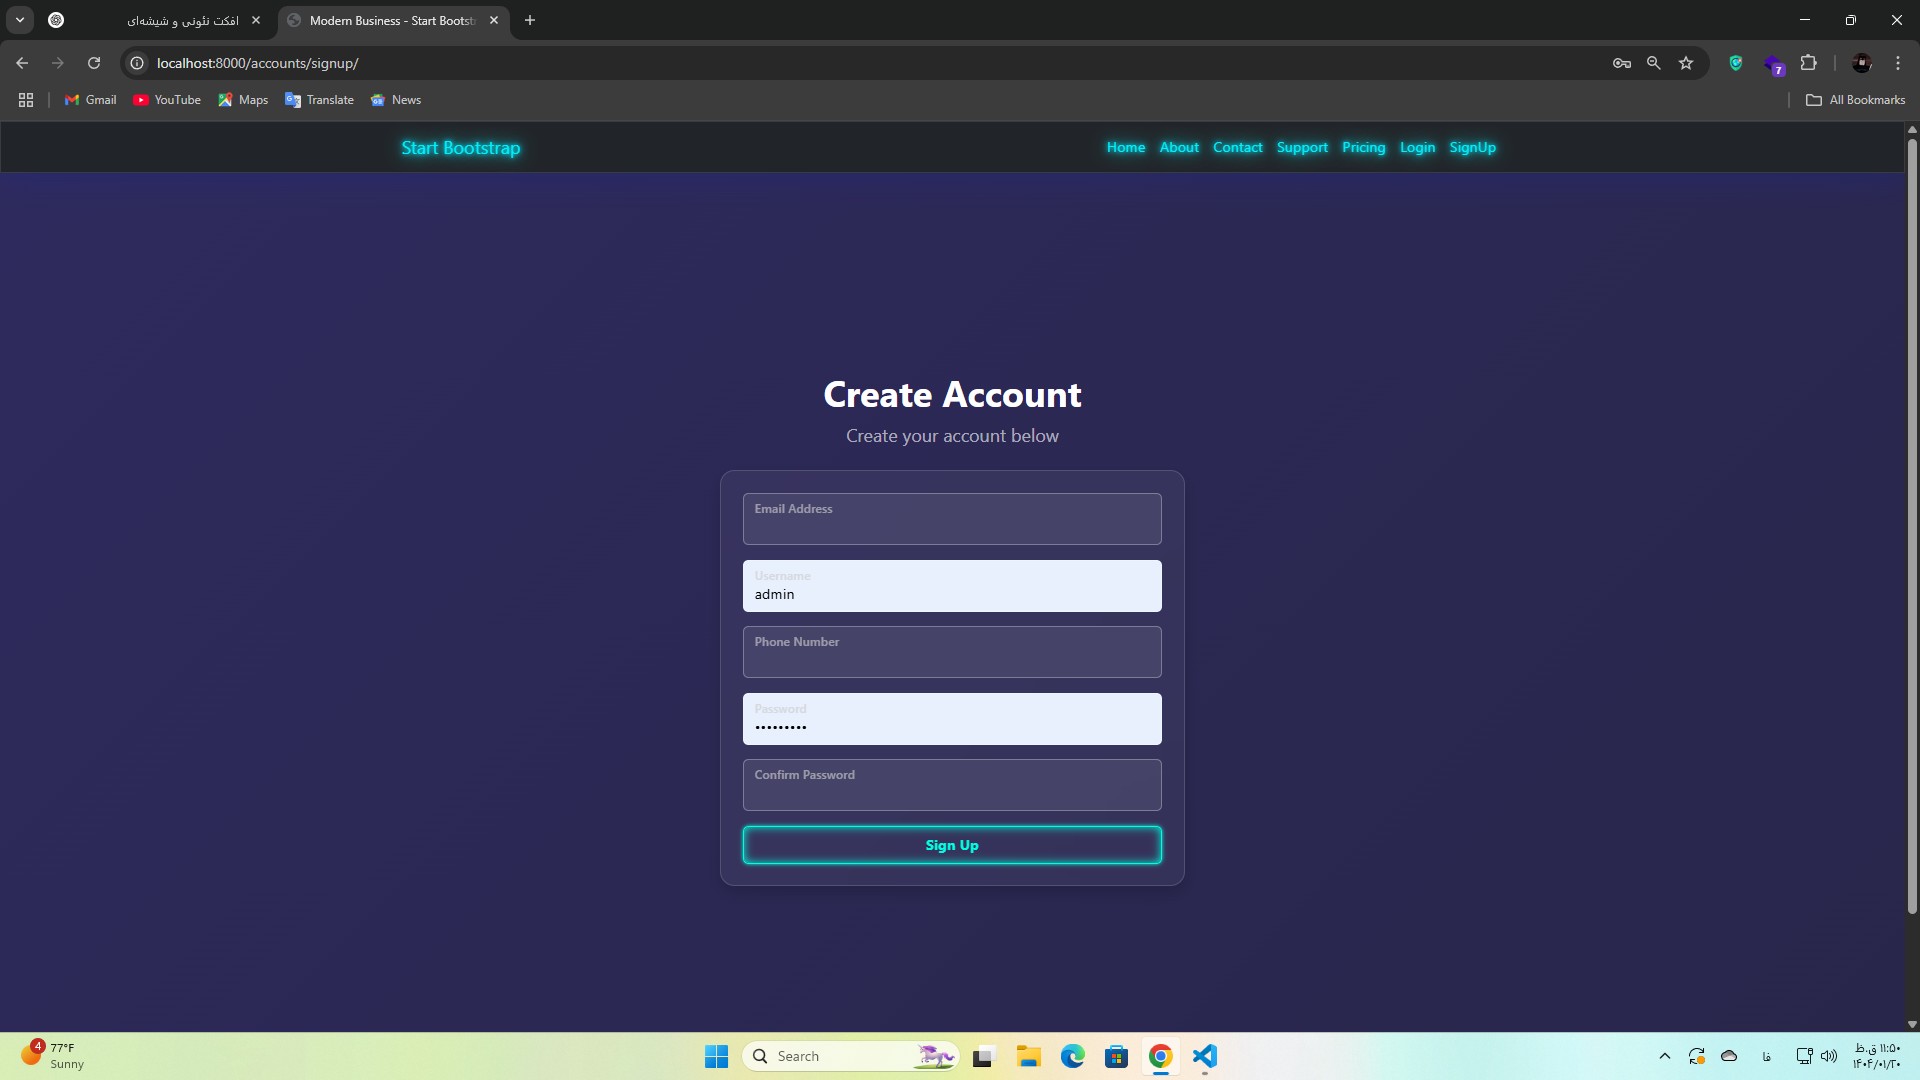 افکت نئونی و شیشه‌ای
Modern Business - Start Bootst
localhost:8000/accounts/signup/
7
Gmail
YouTube
Maps
Translate
News
All Bookmarks
Start Bootstrap
Home
About
Contact
Support
Pricing
Login
SignUp
Create Account
Create your account below
Email Address
Username
admin
Phone Number
Password
•••••••••
Confirm Password
Sign Up
4
77°F
Sunny
Search
فا
۱۱:۵۰ ق.ظ
۱۴۰۴/۰۱/۳۰